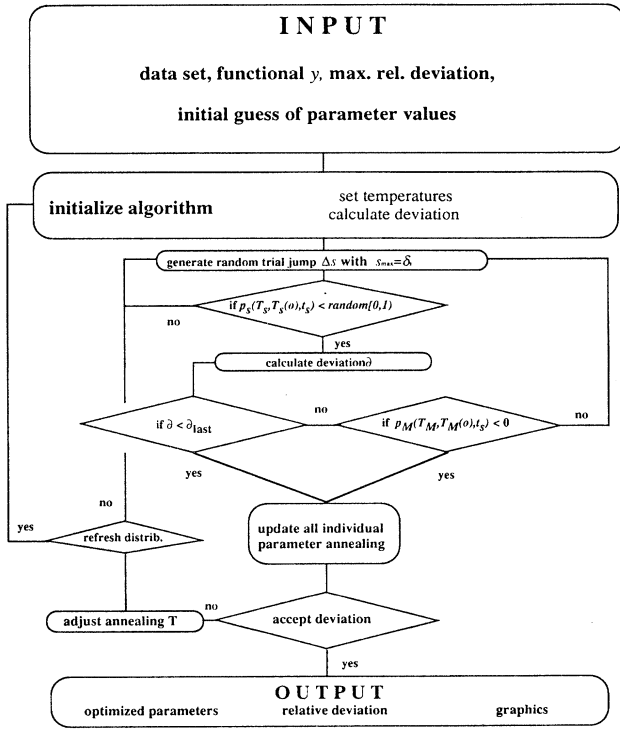 INPUT
data set, functional y, max. rel. deviation,
initial guess of parameter values
initialize algorithm
set temperatures
calculate deviation
generate random trial jump Δs with s_max=δ
if p_S(T_S,T_S(o),t_S) < random[0,1)
no
yes
calculate deviation∂
if ∂ < ∂_last
no
if p_M(T_M,T_M(o),t_S) < 0
no
yes
yes
no
yes
refresh distrib.
update all individual
parameter annealing
adjust annealing T
no
accept deviation
yes
OUTPUT
optimized parameters relative deviation graphics